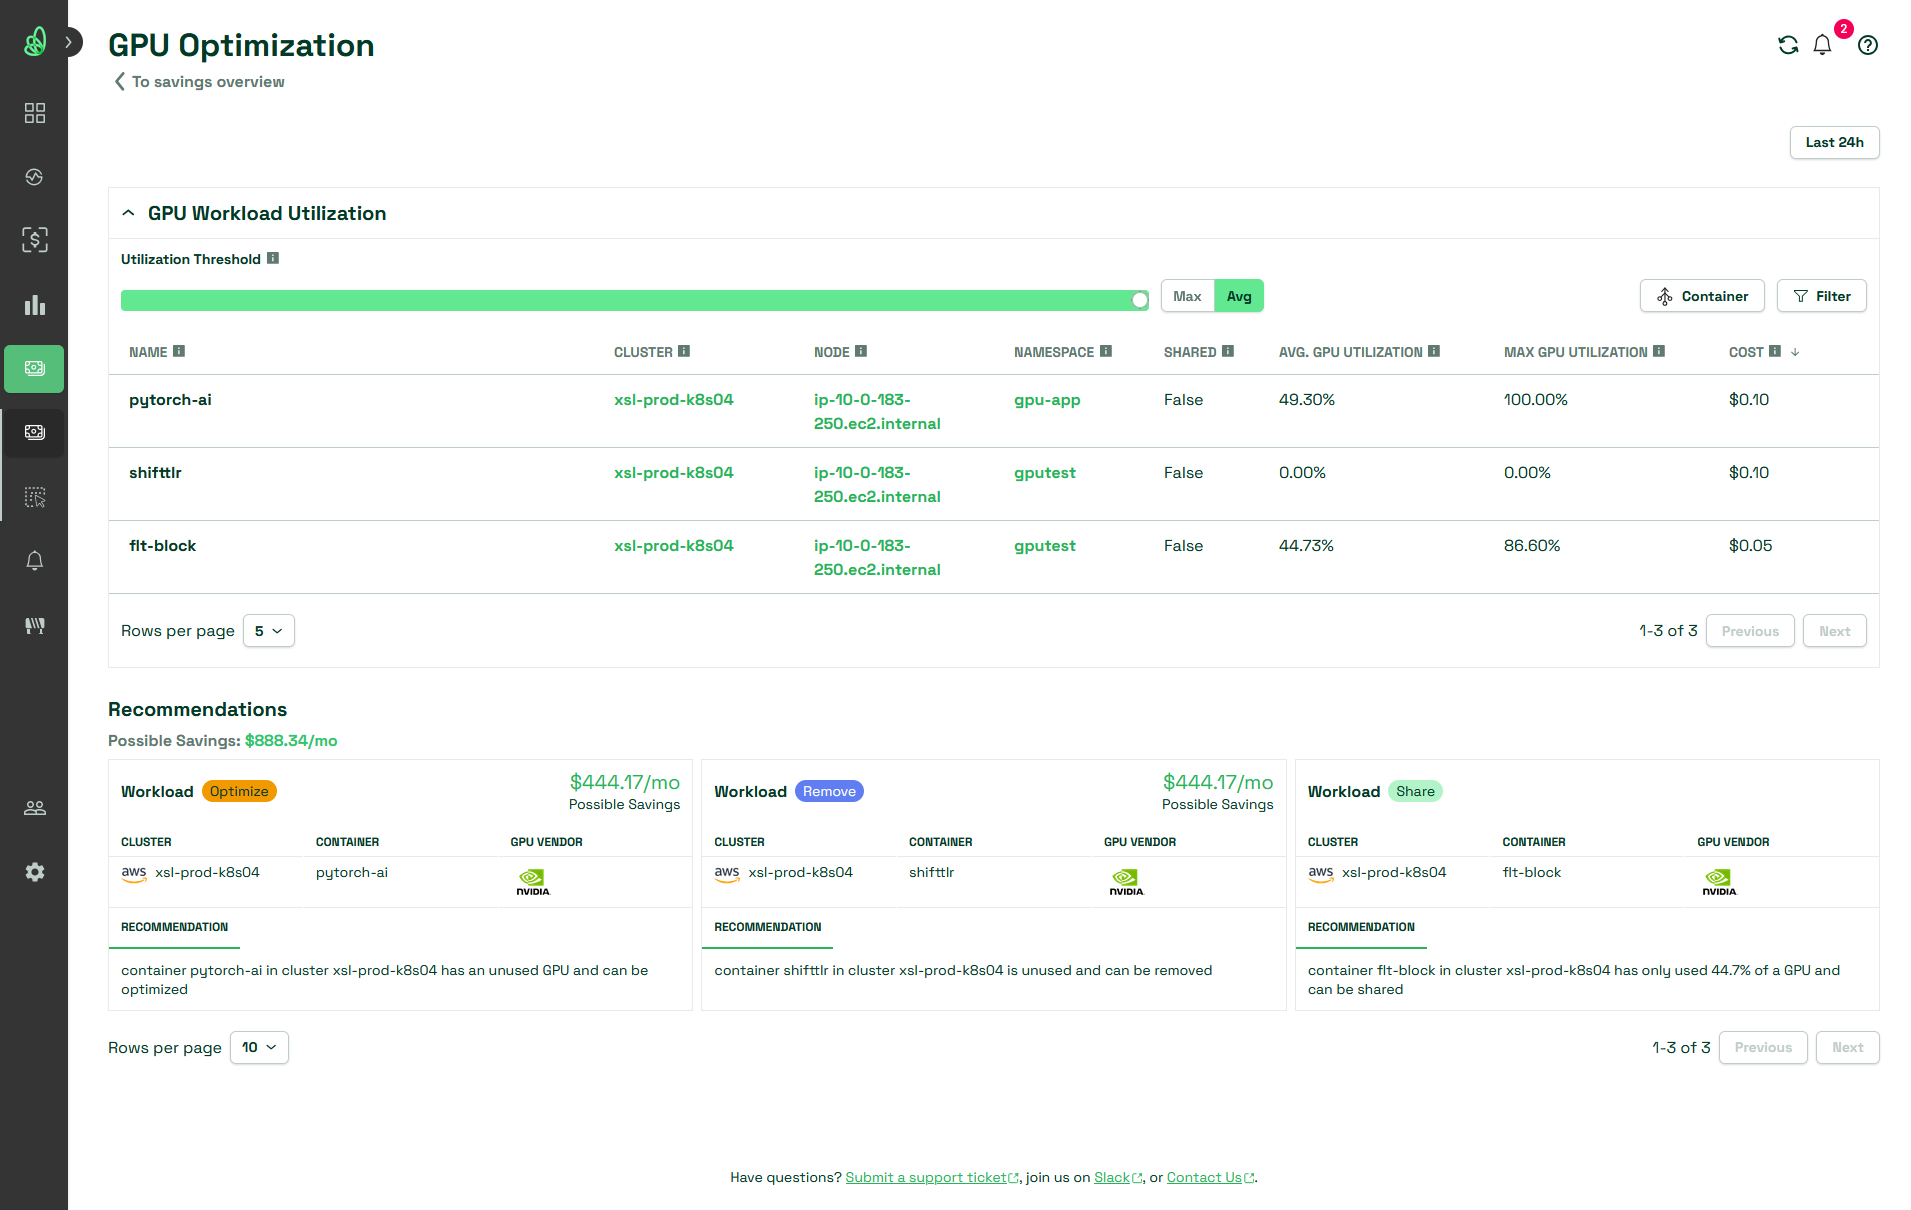 GPU Optimization
To savings overview
2
Last 24h
GPU Workload Utilization
Utilization Threshold
Max Avg Container Filter
NAME CLUSTER NODE NAMESPACE SHARED AVG. GPU UTILIZATION MAX GPU UTILIZATION COST
pytorch-ai xsl-prod-k8s04 ip-10-0-183- gpu-app False 49.30% 100.00% $0.10
250.ec2.internal
shifttlr xsl-prod-k8s04 ip-10-0-183- gputest False 0.00% 0.00% $0.10
250.ec2.internal
flt-block xsl-prod-k8s04 ip-10-0-183- gputest False 44.73% 86.60% $0.05
250.ec2.internal
Rows per page 5 1-3 of 3 Previous Next
Recommendations
Possible Savings: $888.34/mo
Workload Optimize $444.17/mo
Possible Savings
CLUSTER CONTAINER GPU VENDOR
aws xsl-prod-k8s04 pytorch-ai NVIDIA
RECOMMENDATION
container pytorch-ai in cluster xsl-prod-k8s04 has an unused GPU and can be
optimized
Workload Remove $444.17/mo
Possible Savings
CLUSTER CONTAINER GPU VENDOR
aws xsl-prod-k8s04 shifttlr NVIDIA
RECOMMENDATION
container shifttlr in cluster xsl-prod-k8s04 is unused and can be removed
Workload Share
CLUSTER CONTAINER GPU VENDOR
aws xsl-prod-k8s04 flt-block NVIDIA
RECOMMENDATION
container flt-block in cluster xsl-prod-k8s04 has only used 44.7% of a GPU and
can be shared
Rows per page 10 1-3 of 3 Previous Next
Have questions? Submit a support ticket, join us on Slack, or Contact Us.